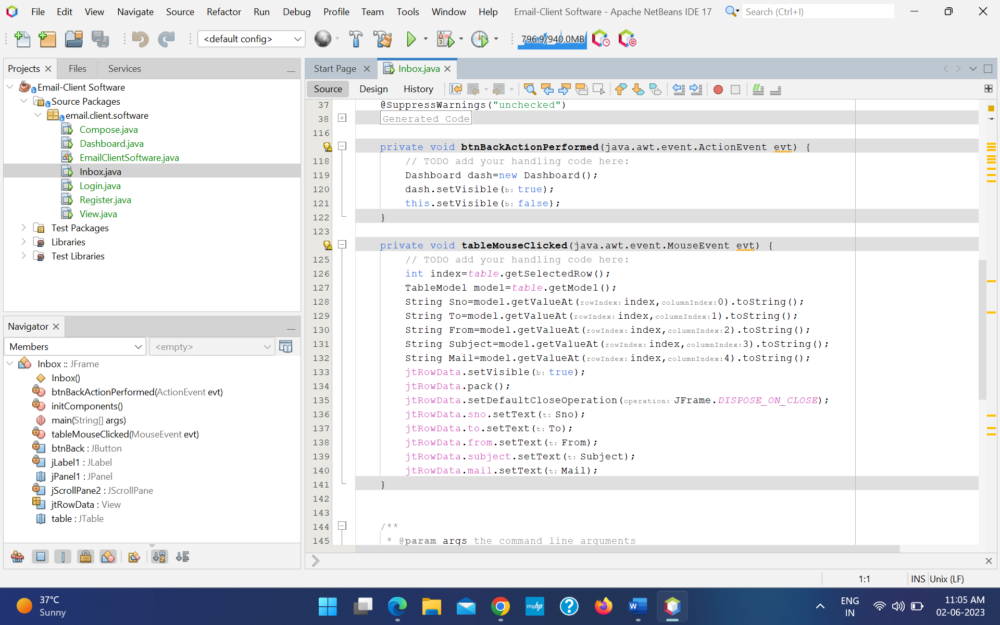 File Edit View Navigate Source Refactor Run Debug Profile Team Tools Window Help Email-Client Software - Apache NetBeans IDE 17 Search (Ctrl+I)
<default config> 796.9/940.0MB
Projects Files Services
Email-Client Software
Source Packages
email.client.software
Compose.java
Dashboard.java
EmailClientSoftware.java
Inbox.java
Login.java
Register.java
View.java
Test Packages
Libraries
Test Libraries
Navigator
Members <empty>
Inbox :: JFrame
Inbox()
btnBackActionPerformed(ActionEvent evt)
initComponents()
main(String[] args)
tableMouseClicked(MouseEvent evt)
btnBack : JButton
jLabel1 : JLabel
jPanel1 : JPanel
jScrollPane2 : JScrollPane
jtRowData : View
table : JTable
Start Page Inbox.java
Source Design History
37 @SuppressWarnings("unchecked")
38 Generated Code
116
private void btnBackActionPerformed(java.awt.event.ActionEvent evt) {
118 // TODO add your handling code here:
119 Dashboard dash=new Dashboard();
120 dash.setVisible(b: true);
121 this.setVisible(b: false);
122 }
123
private void tableMouseClicked(java.awt.event.MouseEvent evt) {
125 // TODO add your handling code here:
126 int index=table.getSelectedRow();
127 TableModel model=table.getModel();
128 String Sno=model.getValueAt(rowIndex: index,columnIndex:0).toString();
129 String To=model.getValueAt(rowIndex: index,columnIndex:1).toString();
130 String From=model.getValueAt(rowIndex: index,columnIndex:2).toString();
131 String Subject=model.getValueAt(rowIndex: index,columnIndex:3).toString();
132 String Mail=model.getValueAt(rowIndex: index,columnIndex:4).toString();
133 jtRowData.setVisible(b: true);
134 jtRowData.pack();
135 jtRowData.setDefaultCloseOperation(operation: JFrame.DISPOSE_ON_CLOSE);
136 jtRowData.sno.setText(t: Sno);
137 jtRowData.to.setText(t: To);
138 jtRowData.from.setText(t: From);
139 jtRowData.subject.setText(t: Subject);
140 jtRowData.mail.setText(t: Mail);
141 }
142
143
144 /**
145 * @param args the command line arguments
1:1 INS Unix (LF)
37°C
Sunny
myhp
W
ENG
IN
11:05 AM
02-06-2023